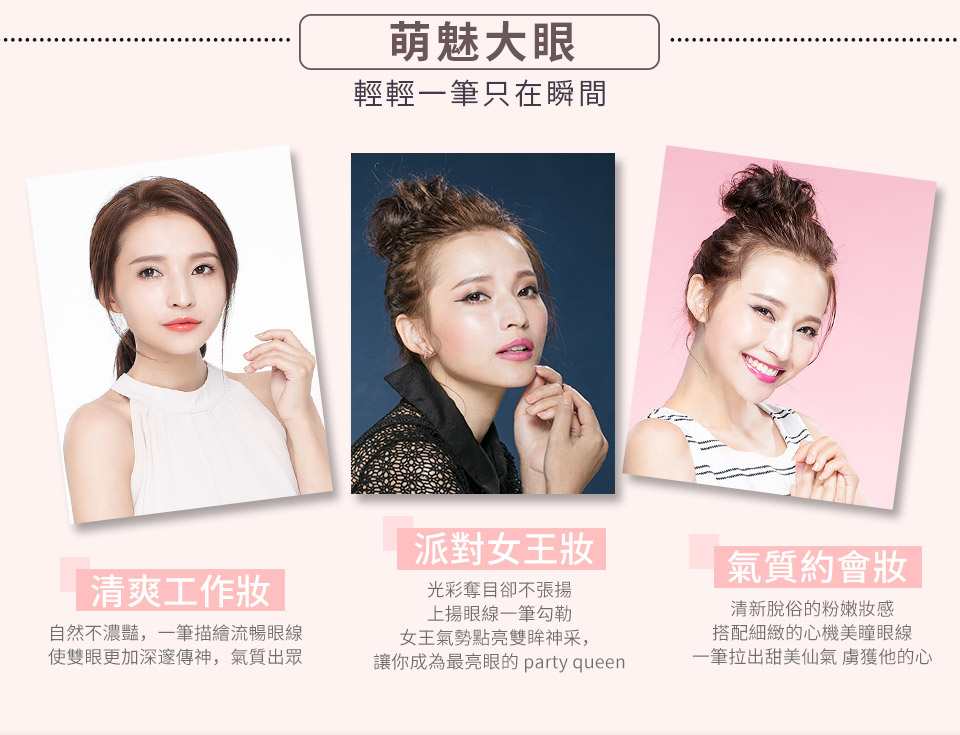 萌魅大眼
輕輕一筆只在瞬間
清爽工作妝
自然不濃豔，一筆描繪流暢眼線
使雙眼更加深邃傳神，氣質出眾
派對女王妝
光彩奪目卻不張揚
上揚眼線一筆勾勒
女王氣勢點亮雙眸神采，
讓你成為最亮眼的 party queen
氣質約會妝
清新脫俗的粉嫩妝感
搭配細緻的心機美瞳眼線
一筆拉出甜美仙氣 虜獲他的心